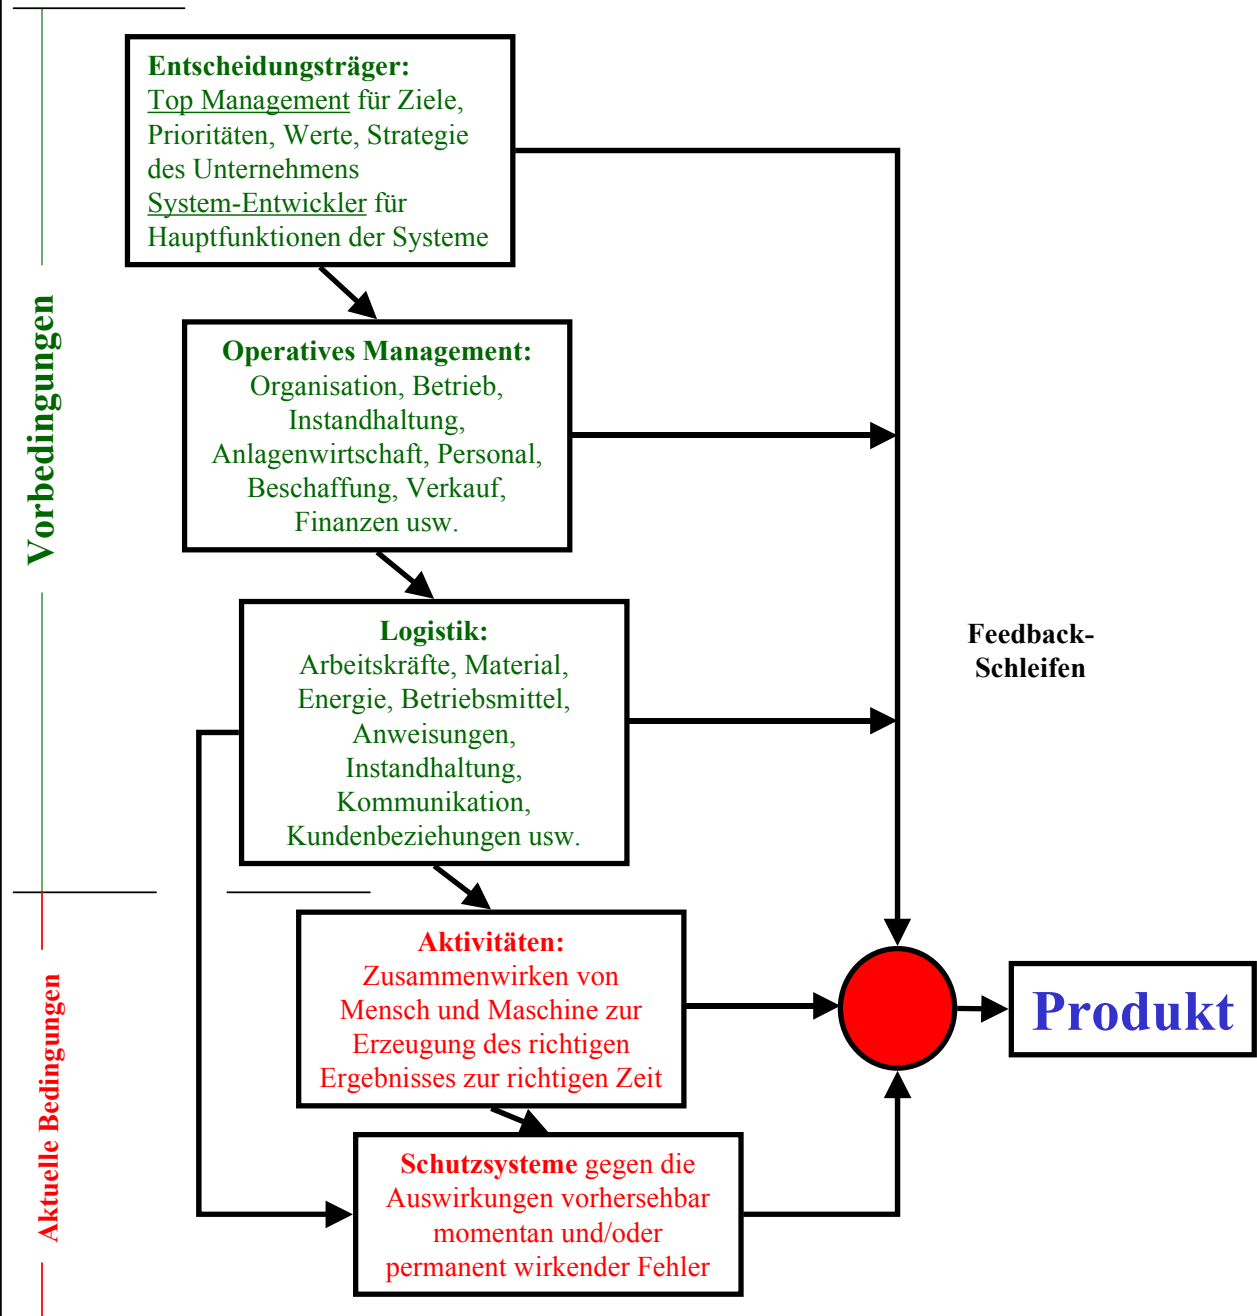 Entscheidungsträger:
Top Management für Ziele,
Prioritäten, Werte, Strategie
des Unternehmens
System-Entwickler für
Hauptfunktionen der Systeme
Vorbedingungen
Operatives Management:
Organisation, Betrieb,
Instandhaltung,
Anlagenwirtschaft, Personal,
Beschaffung, Verkauf,
Finanzen usw.
Logistik:
Arbeitskräfte, Material,
Energie, Betriebsmittel,
Anweisungen,
Instandhaltung,
Kommunikation,
Kundenbeziehungen usw.
Feedback-
Schleifen
Aktuelle Bedingungen
Aktivitäten:
Zusammenwirken von
Mensch und Maschine zur
Erzeugung des richtigen
Ergebnisses zur richtigen Zeit
Produkt
Schutzsysteme gegen die
Auswirkungen vorhersehbar
momentan und/oder
permanent wirkender Fehler